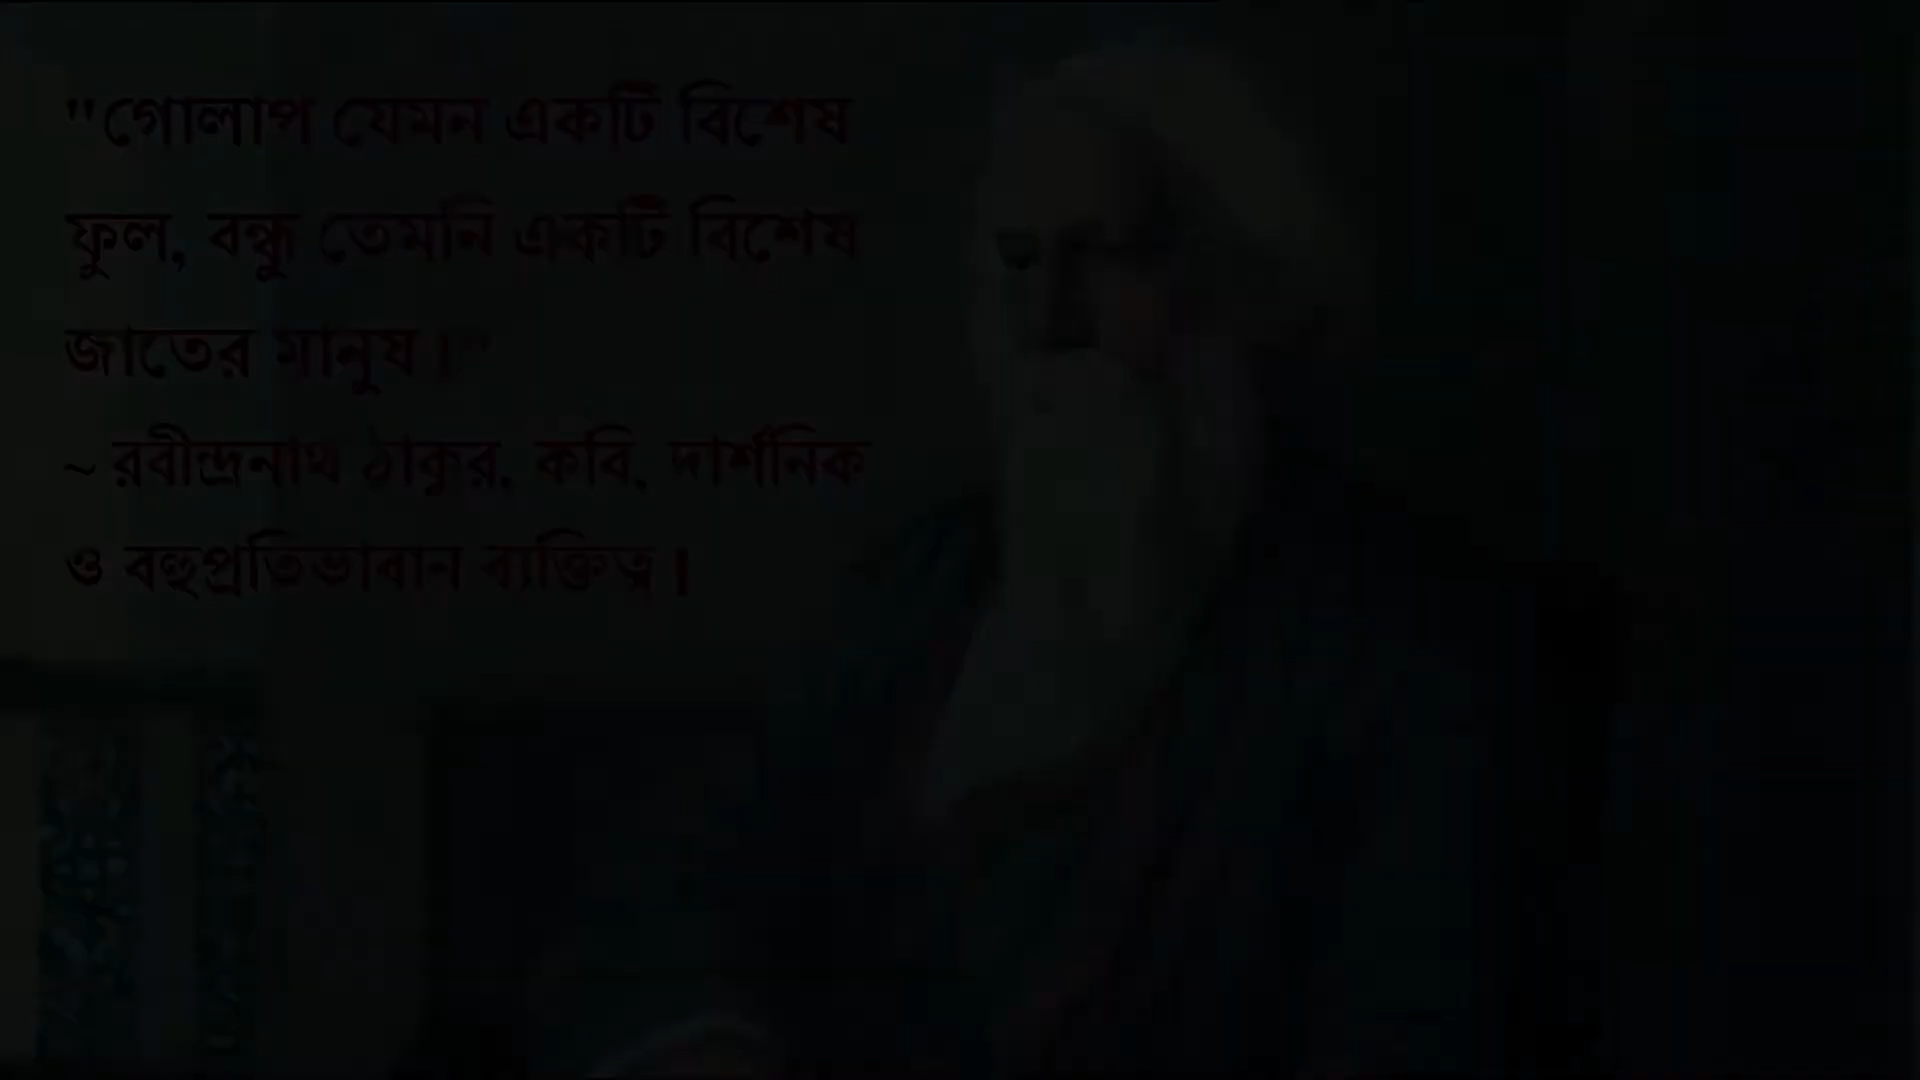 "গোলাপ যেমন একটি বিশেষ
ফুল, বন্ধু তেমনি একটি বিশেষ
জাতের মানুষ।"
~ রবীন্দ্রনাথ ঠাকুর, কবি, দার্শনিক
ও বহুপ্রতিভাবান ব্যক্তিত্ব।